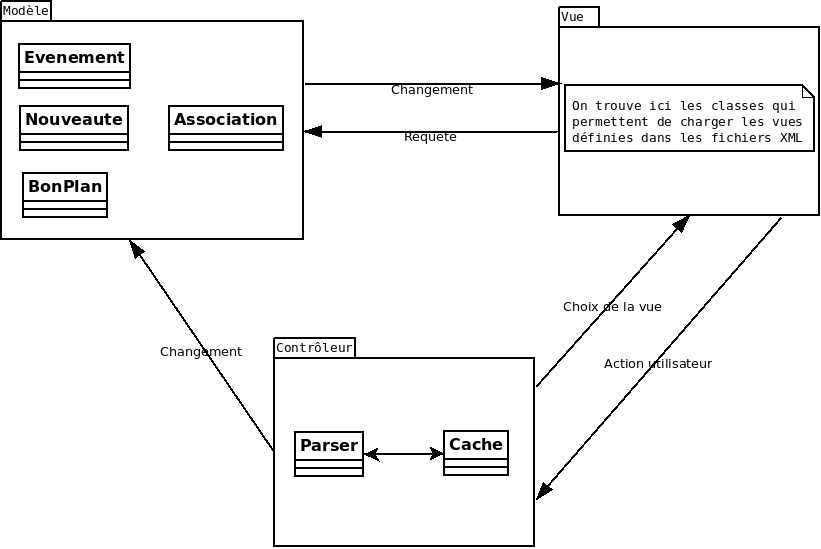 Modèle
Evenement
Nouveaute
Association
BonPlan
Changement
Requete
Vue
On trouve ici les classes qui
permettent de charger les vues
définies dans les fichiers XML
Changement
Choix de la vue
Action utilisateur
Contrôleur
Parser
Cache